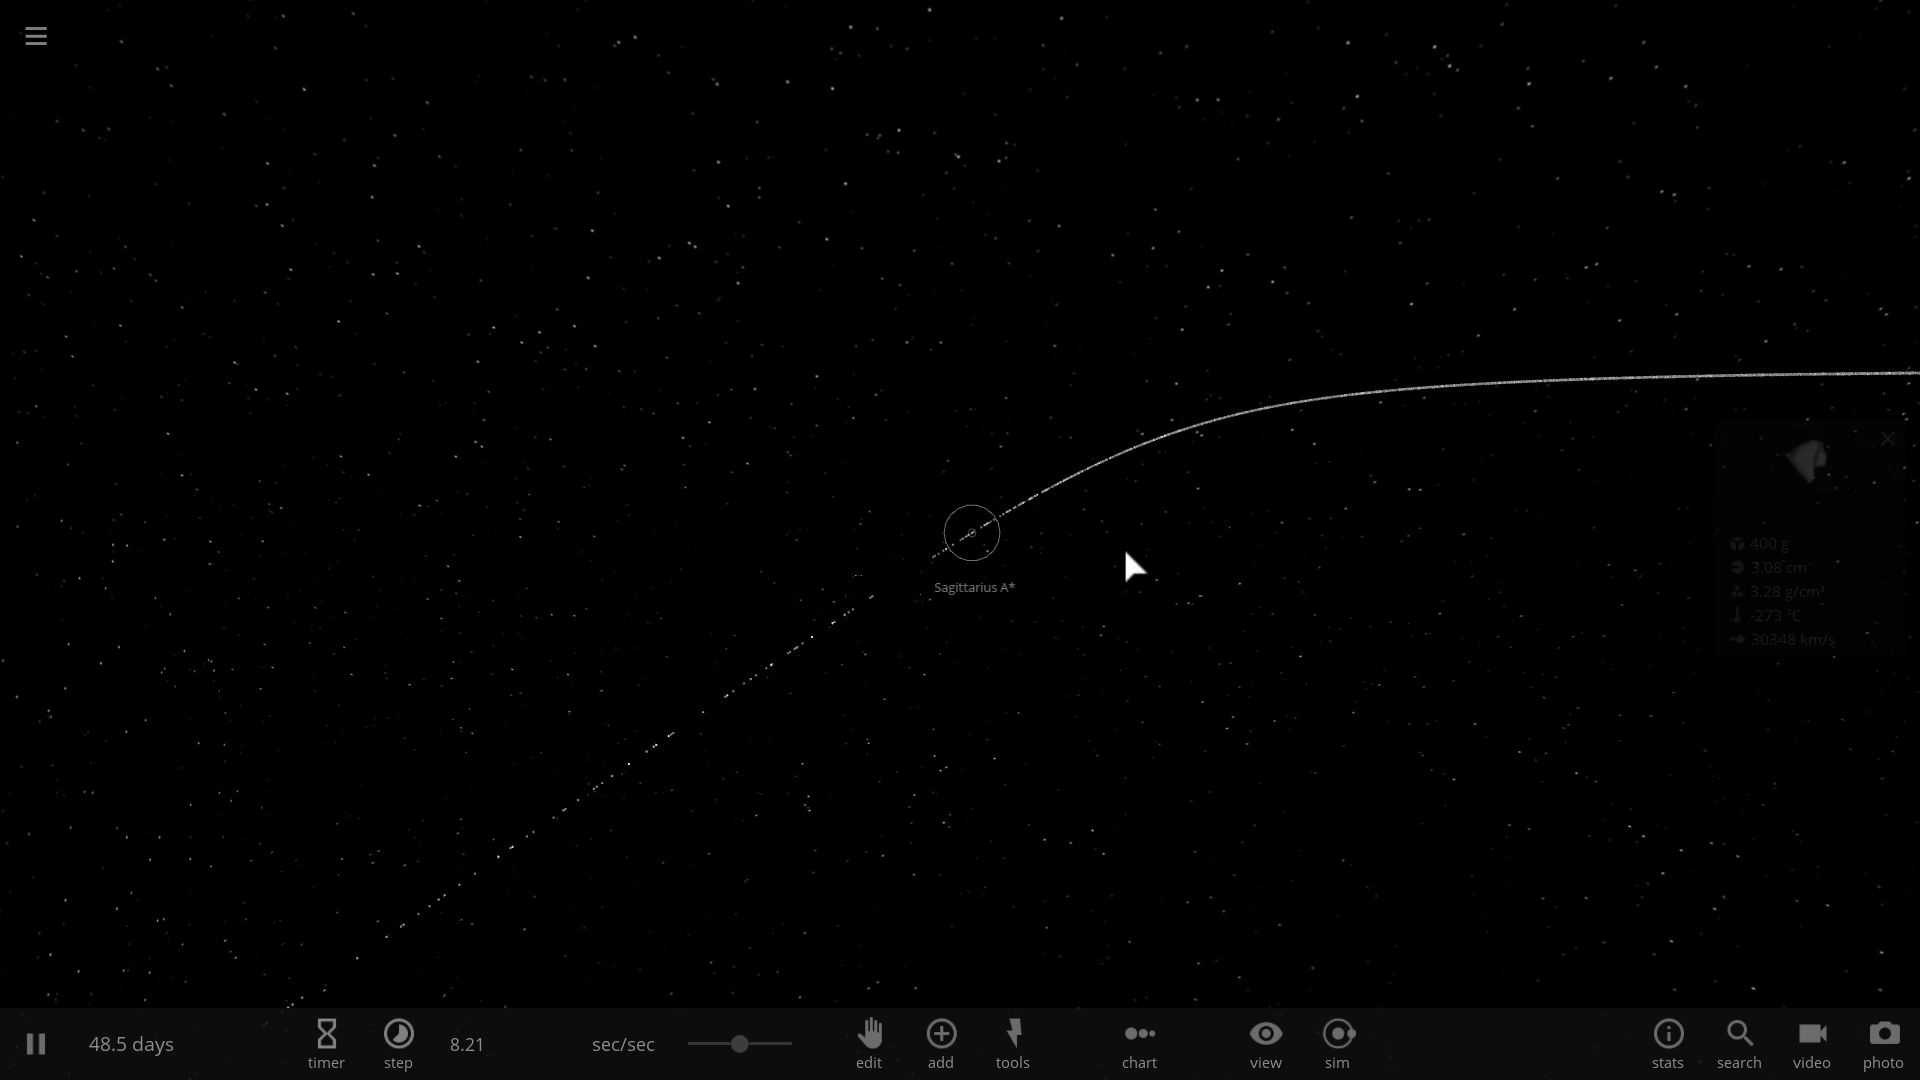 Sagittarius A*
400 g
3.08 cm
3.28 g/cm³
-273 °C
30348 km/s
48.5 days
timer
step
8.21
sec/sec
edit
add
tools
chart
view
sim
stats
search
video
photo